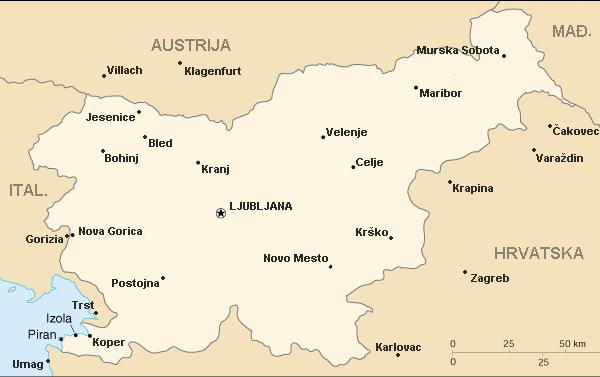 AUSTRIJA
MAĐ.
Murska Sobota
Villach
Klagenfurt
Maribor
Jesenice
Čakovec
Velenje
Bled
Bohinj
Varaždin
Kranj
Celje
Krapina
ITAL.
LJUBLJANA
Nova Gorica
Gorizia
Krško
HRVATSKA
Novo Mesto
Postojna
Zagreb
Trst
Izola
Piran
Koper
Karlovac
Umag
0 25 50 km
0 25